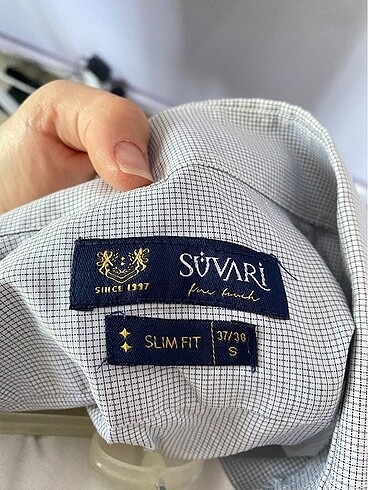 SÜVARİ
SINCE 1997
fine touch
SLIM FIT
37/38
S